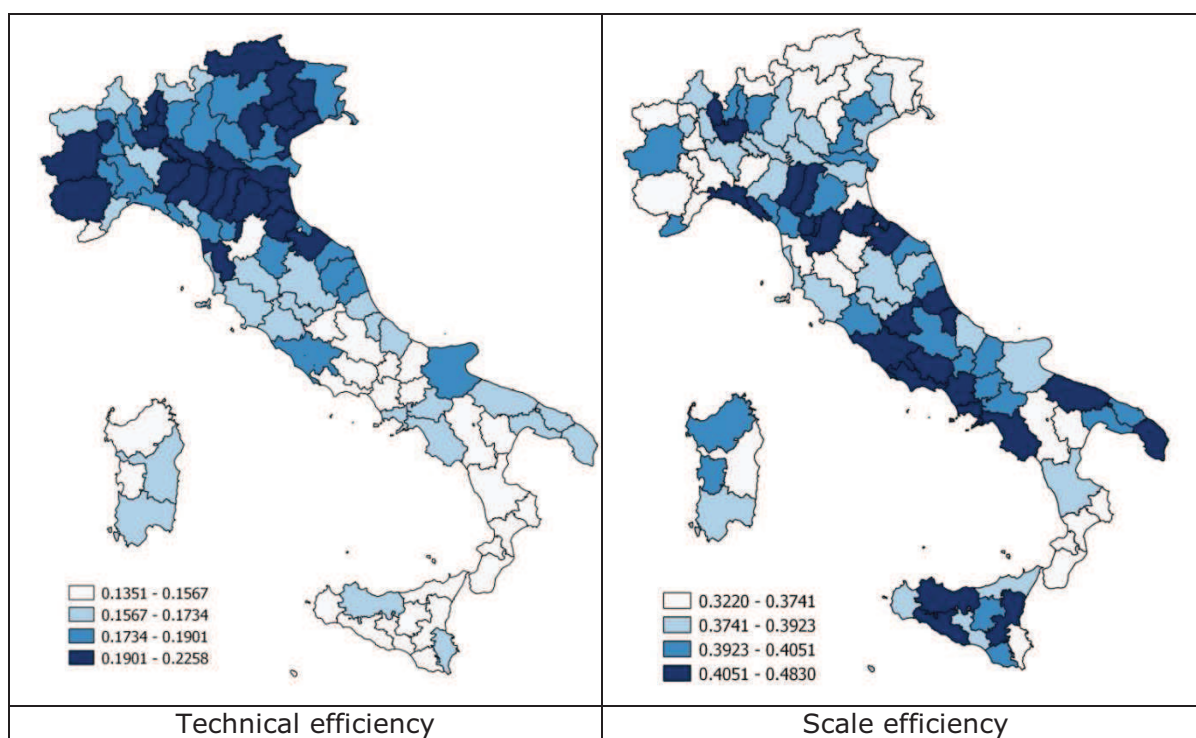 0.1351 - 0.1567
0.1567 - 0.1734
0.1734 - 0.1901
0.1901 - 0.2258
0.3220 - 0.3741
0.3741 - 0.3923
0.3923 - 0.4051
0.4051 - 0.4830
Technical efficiency
Scale efficiency